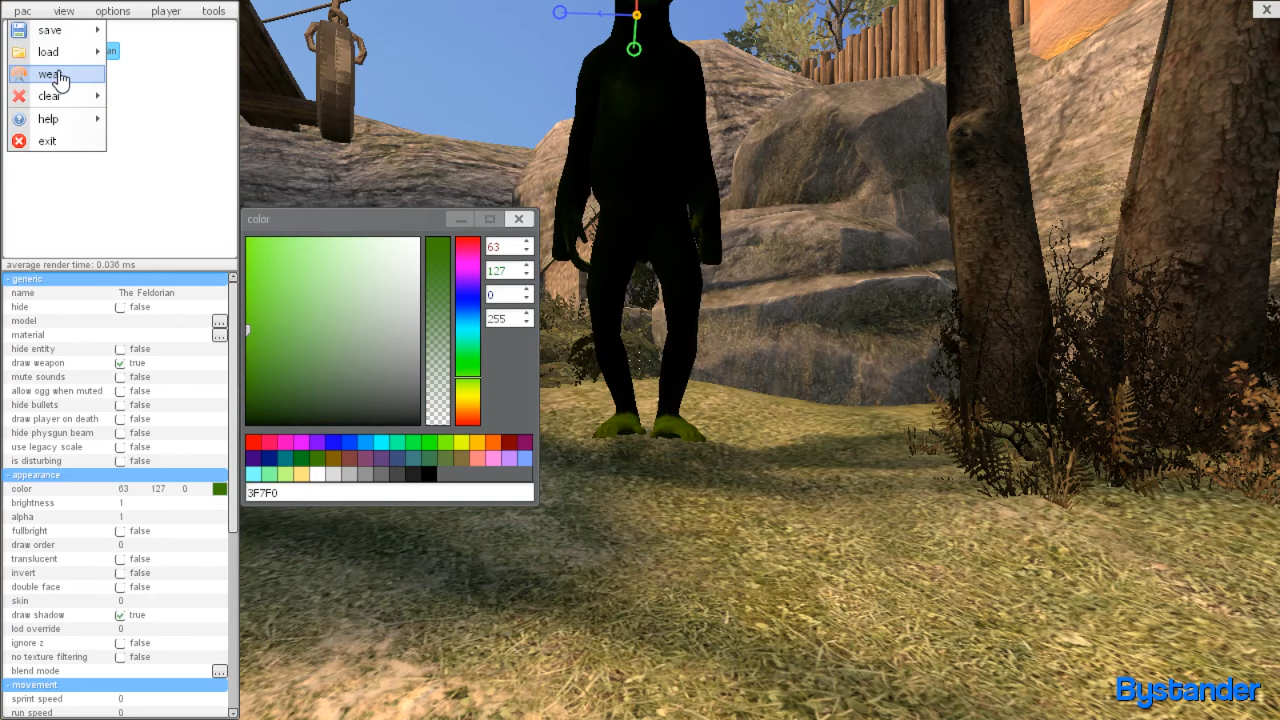 pac view options player tools
save
load
an
wear
clear
help
exit
average render time: 0.036 ms
- generic
name The Feldorian
hide false
model ...
material ...
hide entity false
draw weapon true
mute sounds false
allow ogg when muted false
hide bullets false
draw player on death false
hide physgun beam false
use legacy scale false
is disturbing false
- appearance
color 63 127 0
brightness 1
alpha 1
fullbright false
draw order 0
translucent false
invert false
double face false
skin 0
draw shadow true
lod override 0
ignore z false
no texture filtering false
blend mode ...
- movement
sprint speed 0
run speed 0
color
63
127
0
255
3F7F0
Bystander